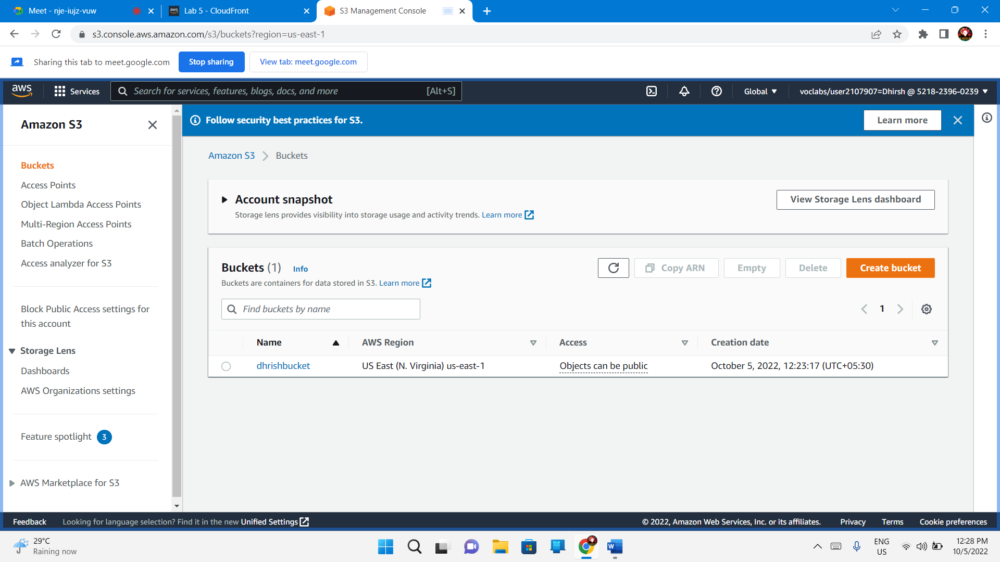 Meet - nje-iujz-vuw
aws Lab 5 - CloudFront
S3 Management Console
s3.console.aws.amazon.com/s3/buckets?region=us-east-1
Sharing this tab to meet.google.com
Stop sharing
View tab: meet.google.com
aws
Services
Search for services, features, blogs, docs, and more [Alt+S]
Global
voclabs/user2107907=Dhirsh @ 5218-2396-0239
Amazon S3
Follow security best practices for S3.
Learn more
Buckets
Access Points
Object Lambda Access Points
Multi-Region Access Points
Batch Operations
Access analyzer for S3
Block Public Access settings for
this account
Storage Lens
Dashboards
AWS Organizations settings
Feature spotlight 3
AWS Marketplace for S3
Amazon S3 Buckets
Account snapshot
Storage lens provides visibility into storage usage and activity trends. Learn more
View Storage Lens dashboard
Buckets (1) Info
Buckets are containers for data stored in S3. Learn more
Copy ARN
Empty
Delete
Create bucket
Find buckets by name
1
Name AWS Region Access Creation date
dhrishbucket US East (N. Virginia) us-east-1 Objects can be public October 5, 2022, 12:23:17 (UTC+05:30)
Feedback Looking for language selection? Find it in the new Unified Settings
© 2022, Amazon Web Services, Inc. or its affiliates. Privacy Terms Cookie preferences
29°C
Raining now
W
ENG
US
12:28 PM
10/5/2022